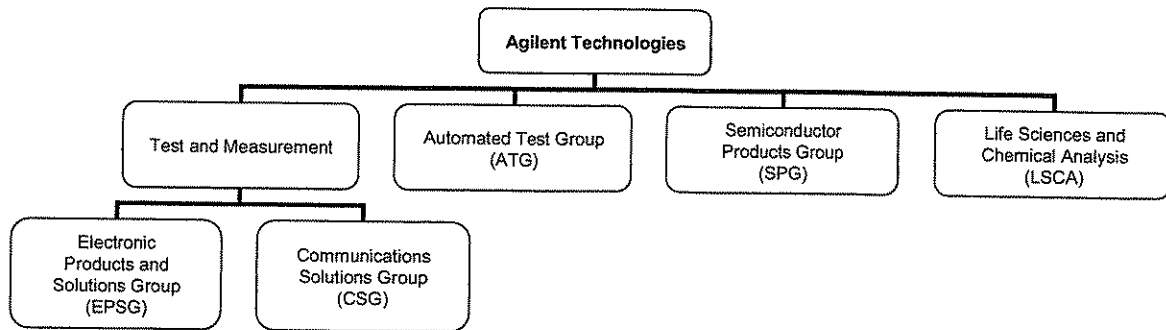 Agilent Technologies
Test and Measurement
Automated Test Group
(ATG)
Semiconductor
Products Group
(SPG)
Life Sciences and
Chemical Analysis
(LSCA)
Electronic
Products and
Solutions Group
(EPSG)
Communications
Solutions Group
(CSG)